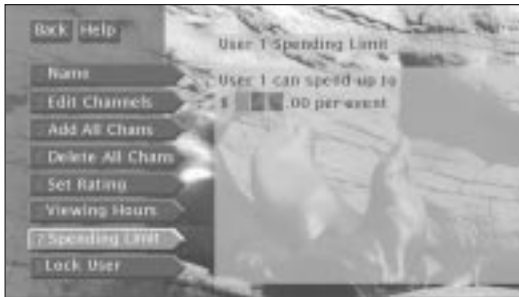 Back Help
User 1 Spending Limit
Name
User 1 can spend up to
Edit Channels
$ .00 per event
Add All Chans
Delete All Chans
Set Rating
Viewing Hours
7 Spending Limit
Lock User